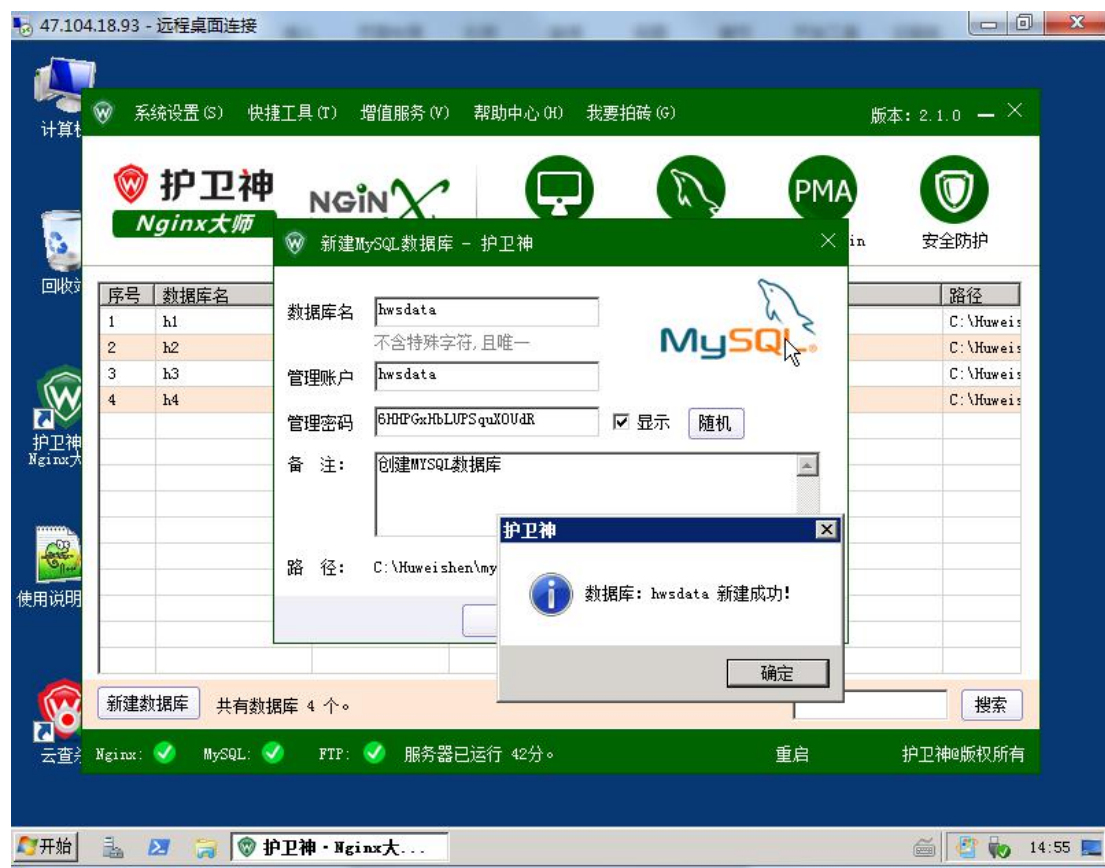 47.104.18.93 - 远程桌面连接
计算机
系统设置(S) 快捷工具(T) 增值服务(V) 帮助中心(H) 我要拍砖(G) 版本: 2.1.0
护卫神
Nginx大师
NGiNX
PMA
in
安全防护
回收站
新建MySQL数据库 - 护卫神
序号 数据库名 路径
1 h1 C:\Huweis
2 h2 C:\Huweis
3 h3 C:\Huweis
4 h4 C:\Huweis
数据库名 hwsdata
不含特殊字符,且唯一
MySQL
管理账户 hwsdata
管理密码 显示 随机
备 注: 创建MYSQL数据库
路 径: C:\Huweishen\my
护卫神
数据库: hwsdata 新建成功!
确定
护卫神
Nginx大
使用说明
云查杀
新建数据库 共有数据库 4 个。 搜索
Nginx: MySQL: FTP: 服务器已运行 42分。 重启 护卫神@版权所有
开始 护卫神·Nginx大... 14:55